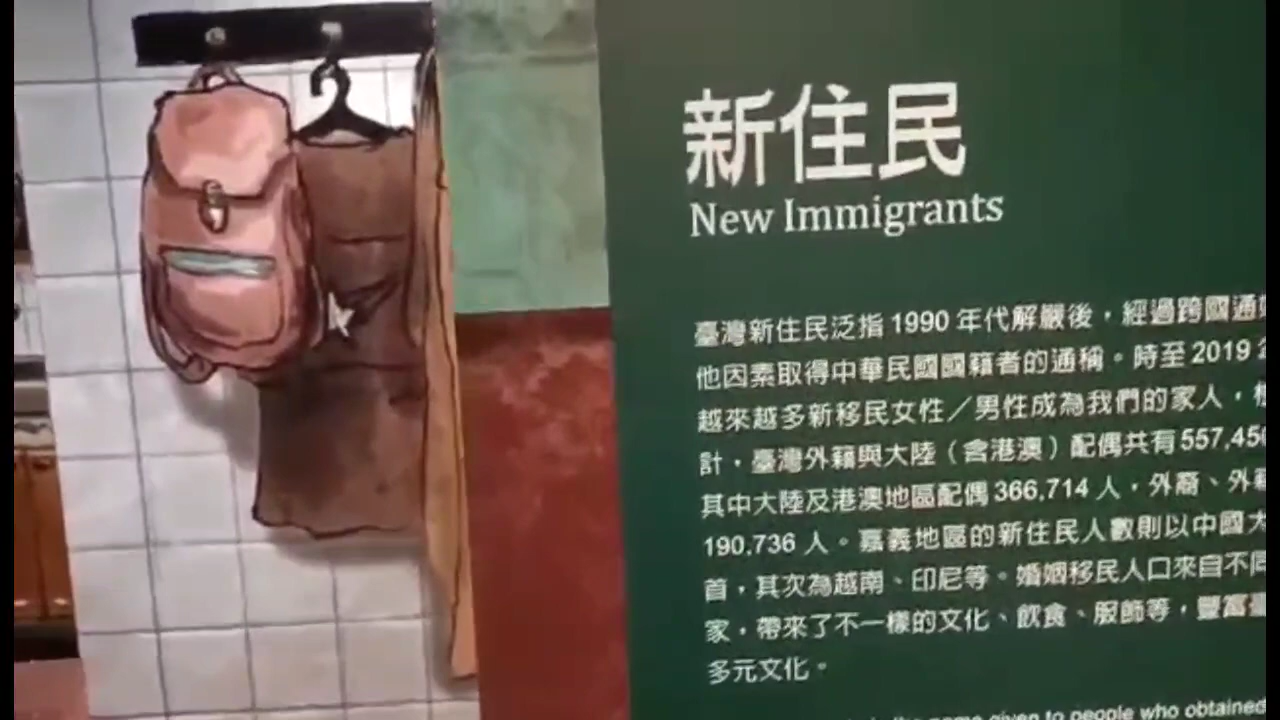 新住民
New Immigrants
臺灣新住民泛指 1990 年代解嚴後，經過跨國通
他因素取得中華民國國籍者的通稱。時至 2019
越來越多新移民女性／男性成為我們的家人，
計，臺灣外籍與大陸（含港澳）配偶共有 557,45
其中大陸及港澳地區配偶 366,714 人，外裔、外
190,736 人。嘉義地區的新住民人數則以中國大
首，其次為越南、印尼等。婚姻移民人口來自不同
家，帶來了不一樣的文化、飲食、服飾等，豐富
多元文化。
name given to people who obtained